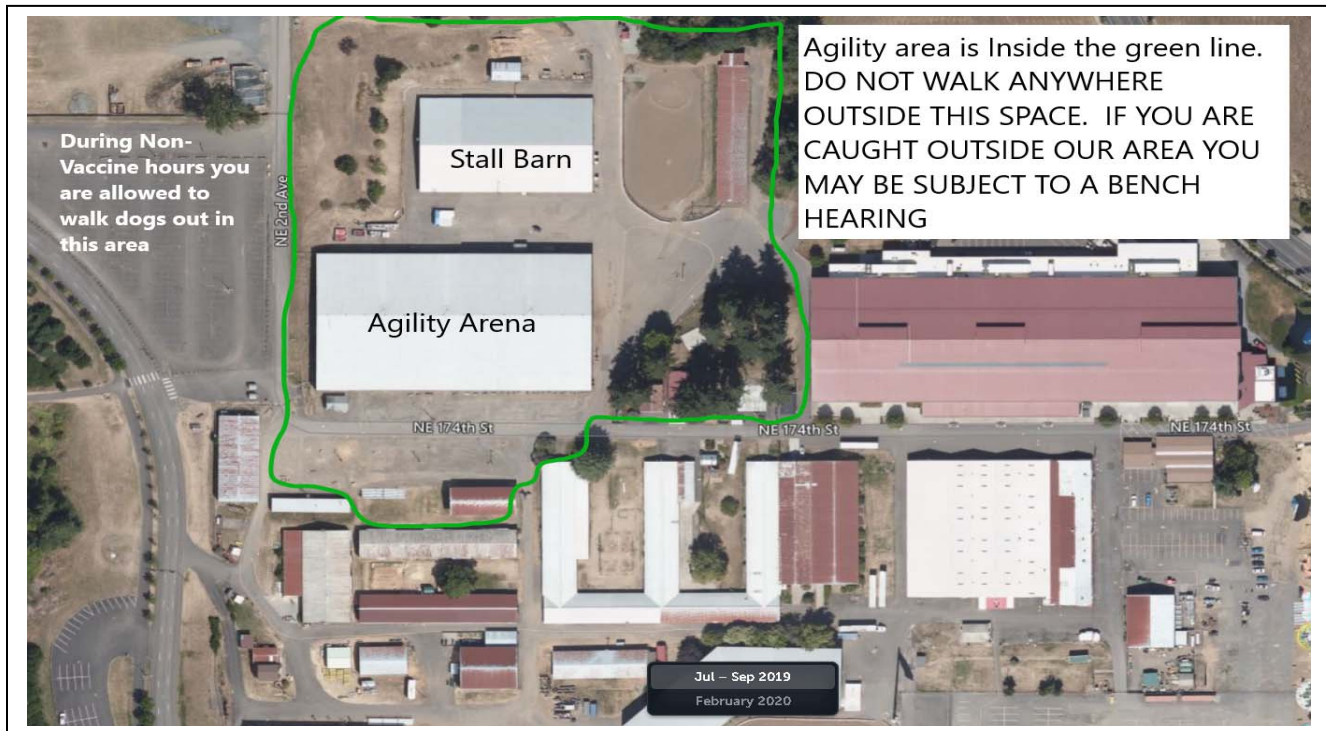 Agility area is Inside the green line.
DO NOT WALK ANYWHERE
OUTSIDE THIS SPACE.  IF YOU ARE
CAUGHT OUTSIDE OUR AREA YOU
MAY BE SUBJECT TO A BENCH
HEARING
During Non-
Vaccine hours you
are allowed to
walk dogs out in
this area
NE 2nd Ave
Stall Barn
Agility Arena
NE 174th St
NE 174th St
NE 174th St
Jul – Sep 2019
February 2020